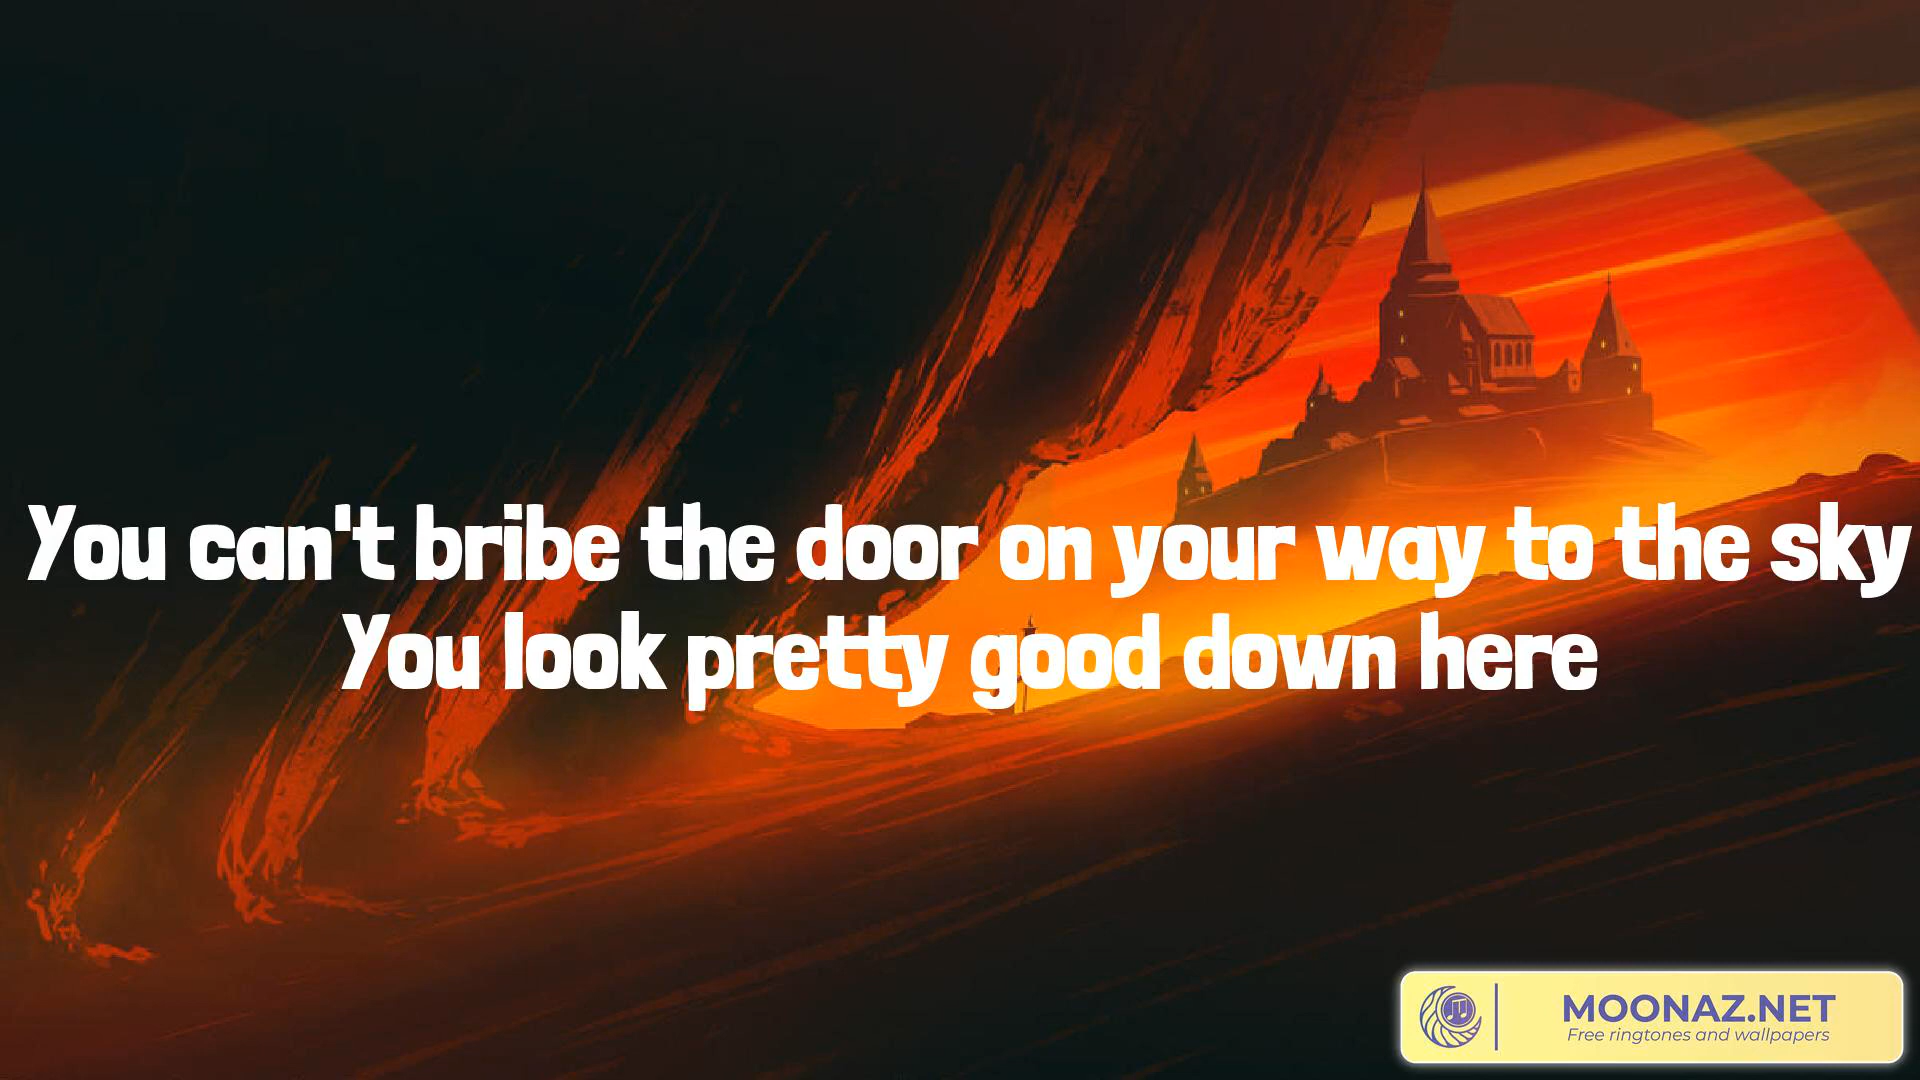 You can't bribe the door on your way to the sky
You look pretty good down here
MOONAZ.NET
Free ringtones and wallpapers